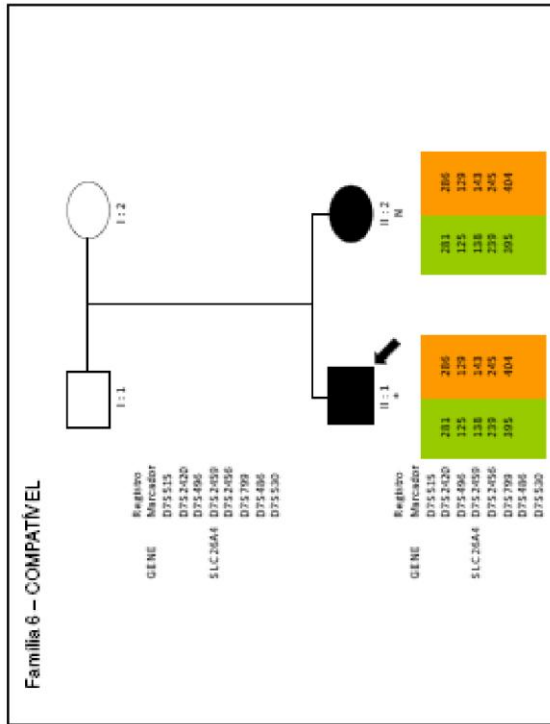 Família 6 – COMPATÍVEL
I : 1
I : 2
Registro
GENE Marcador
D7S515
D7S2420
D7S496
SLC26A4 D7S2459
D7S2456
D7S799
D7S486
D7S530
II : 1
+
II : 2
N
Registro
GENE Marcador
D7S515
D7S2420 281 286 281 286
D7S496 125 129 125 129
SLC26A4 D7S2459 138 143 138 143
D7S2456 239 245 239 245
D7S799 395 404 395 404
D7S486
D7S530